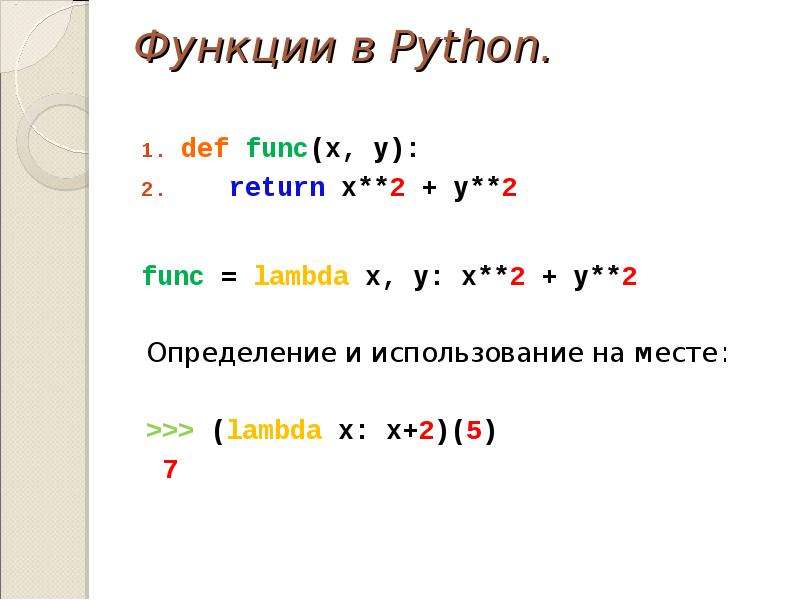 Функции в Python.
1. def func(x, y):
2. return x**2 + y**2
func = lambda x, y: x**2 + y**2
Определение и использование на месте:
>>> (lambda x: x+2)(5)
7